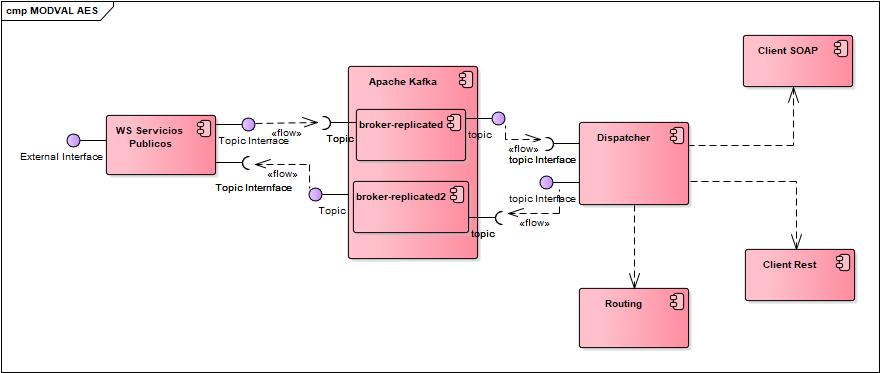 cmp MODVAL AES
Client SOAP
Apache Kafka
WS Servicios
Publicos
External Interface
Topic Interface
«flow»
Topic
broker-replicated
topic
«flow»
topic Interface
Dispatcher
Topic Internface
«flow»
Topic
broker-replicated2
topic
topic Interface
«flow»
Client Rest
Routing